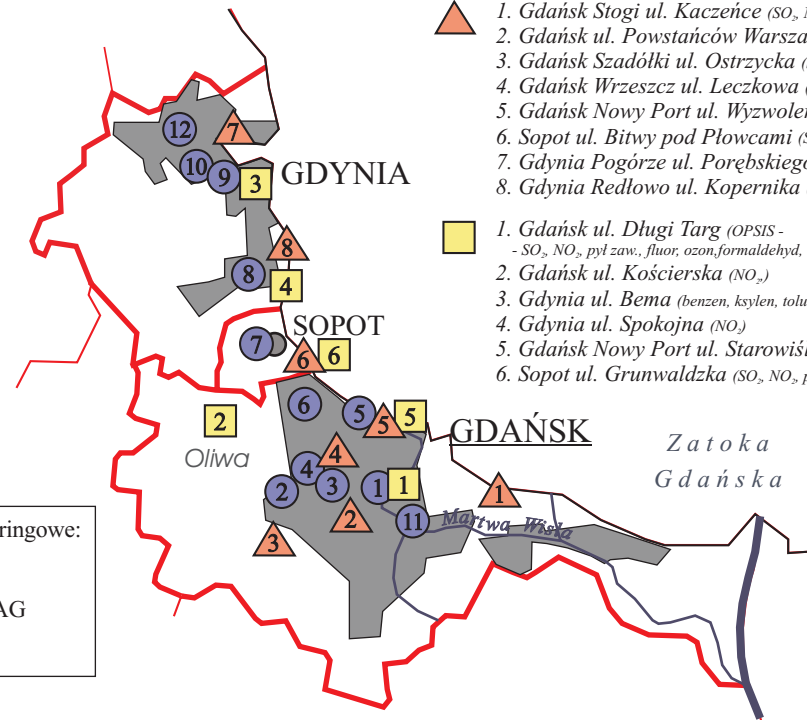 1. Gdańsk Stogi ul. Kaczeńce (SO₂,
2. Gdańsk ul. Powstańców
3. Gdańsk Szadółki ul. Ostrzycka
4. Gdańsk Wrzeszcz ul. Leczkowa
5. Gdańsk Nowy Port ul.
6. Sopot ul. Bitwy pod Płowcami
7. Gdynia Pogórze ul. Porębskiego
8. Gdynia Redłowo ul. Kopernika
1. Gdańsk ul. Długi Targ (OPSIS -
- SO₂, NO₂, pył zaw., fluor, ozon,formaldehyd,
2. Gdańsk ul. Kościerska (NO₂,)
3. Gdynia ul. Bema (benzen, ksylen,
4. Gdynia ul. Spokojna (NO₂)
5. Gdańsk Nowy Port ul.
6. Sopot ul. Grunwaldzka (SO₂, NO₂,
12
7
10
9
3
GDYNIA
8
8
4
SOPOT
7
6
6
6
5
5
5
2
Oliwa
GDAŃSK
Zatoka
Gdańska
4
4
2
3
1
1
1
2
11
3
Martwa Wisła
ringowe:
AG